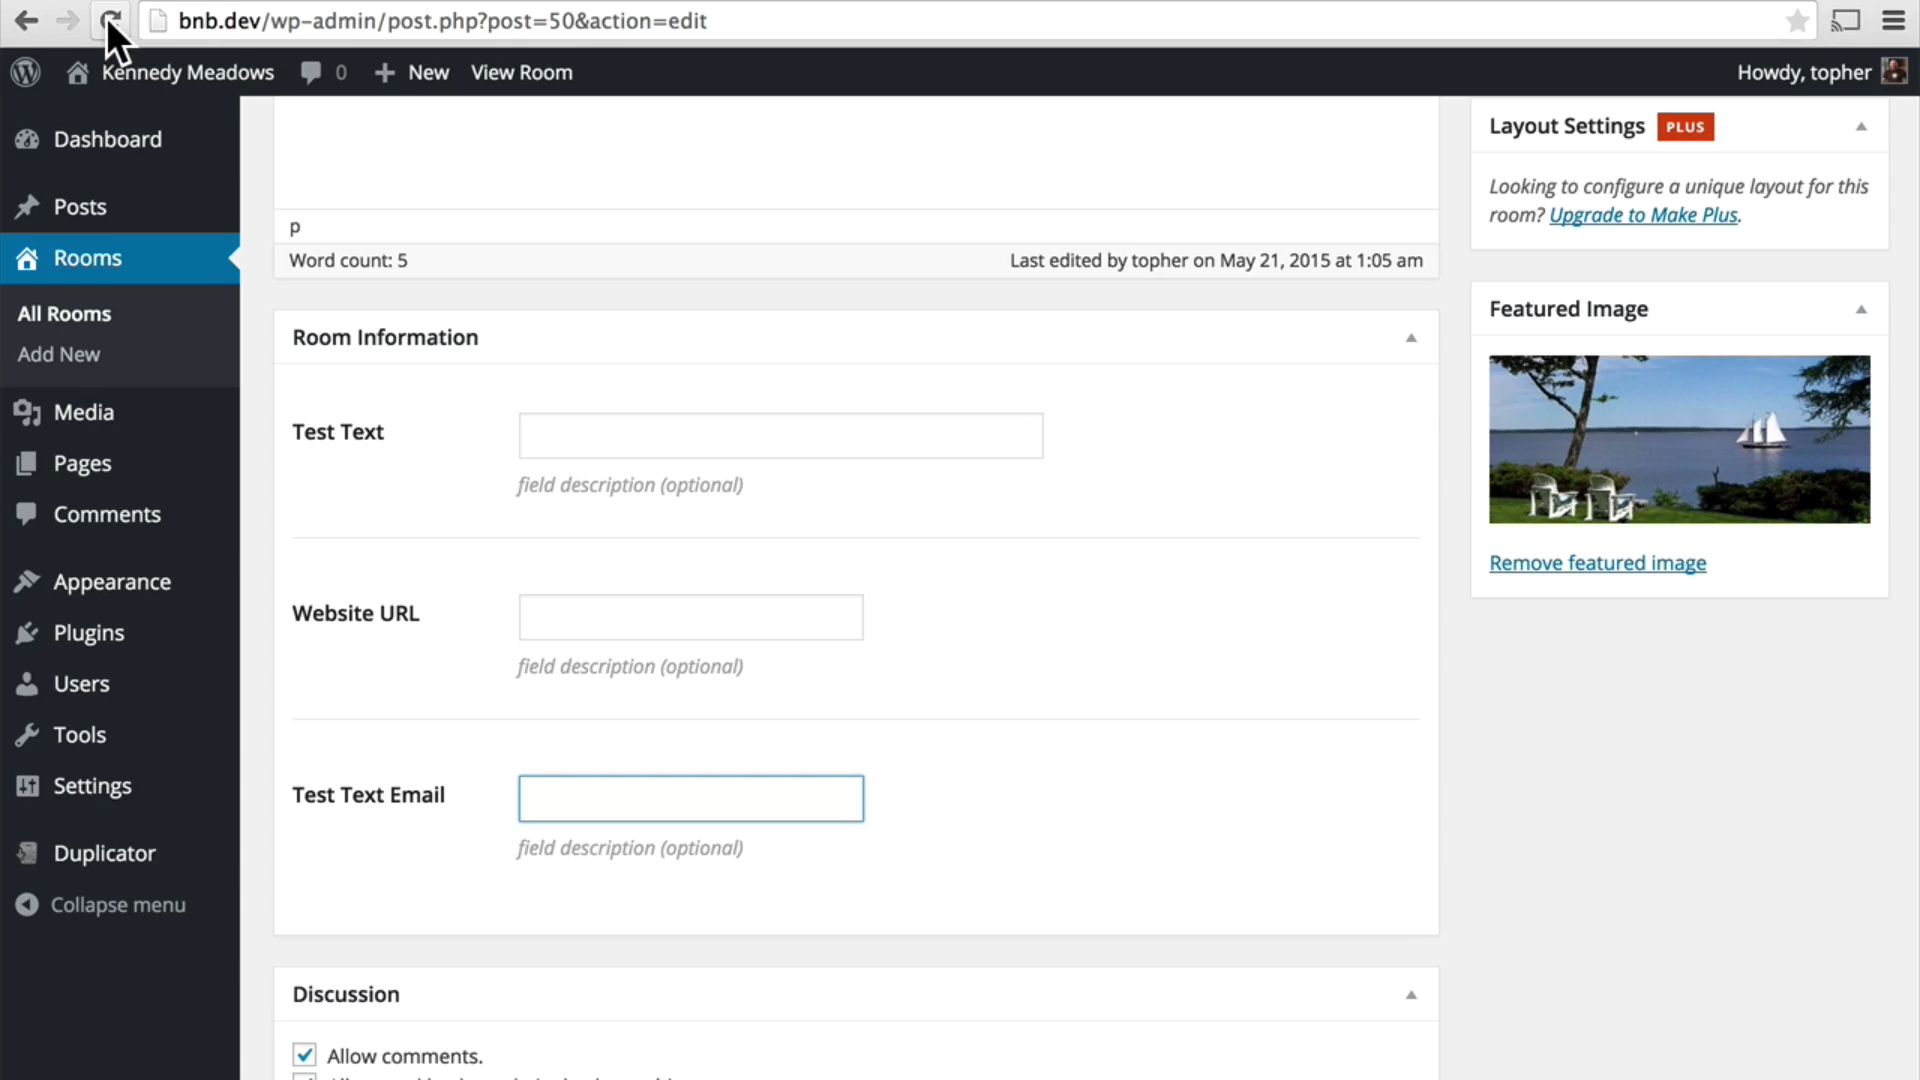 bnb.dev/wp-admin/post.php?post=50&action=edit
Kennedy Meadows
0
New
View Room
Howdy, topher
Dashboard
Posts
Rooms
All Rooms
Add New
Media
Pages
Comments
Appearance
Plugins
Users
Tools
Settings
Duplicator
Collapse menu
p
Word count: 5
Last edited by topher on May 21, 2015 at 1:05 am
Room Information
Test Text
field description (optional)
Website URL
field description (optional)
Test Text Email
field description (optional)
Discussion
Allow comments.
Layout Settings PLUS
Looking to configure a unique layout for this
room? Upgrade to Make Plus.
Featured Image
Remove featured image